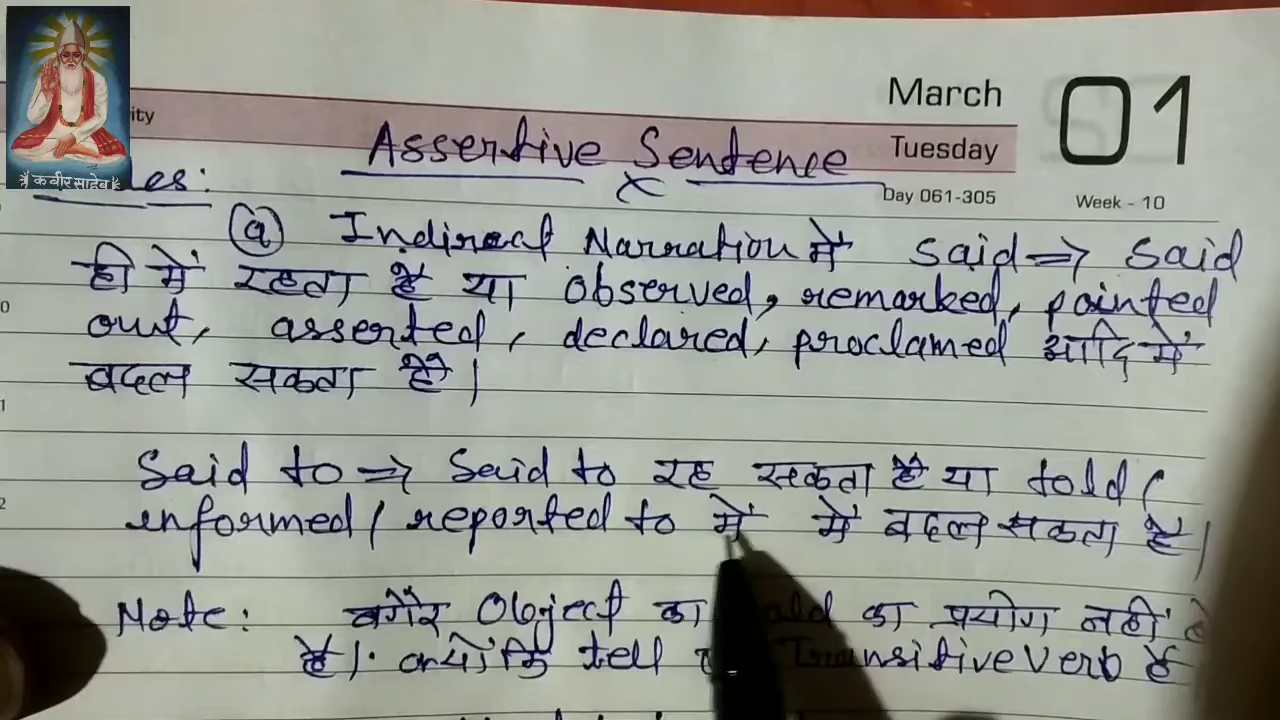 ity
March
01
Tuesday
Day 061-305
Week - 10
Assertive Sentence
श्री कबीर साहेब
es:
(a) Indirect Narration में said ⇒ said
ही में रहता है या observed, remarked, pointed
out, asserted, declared, proclamed आदि में
बदल सकता है।
Said to ⇒ Said to रह सकता है या told /
informed / reported to में में बदल सकता है।
Note: बगैर Object का का प्रयोग नहीं
है। क्योंकि tell Transitive verb है